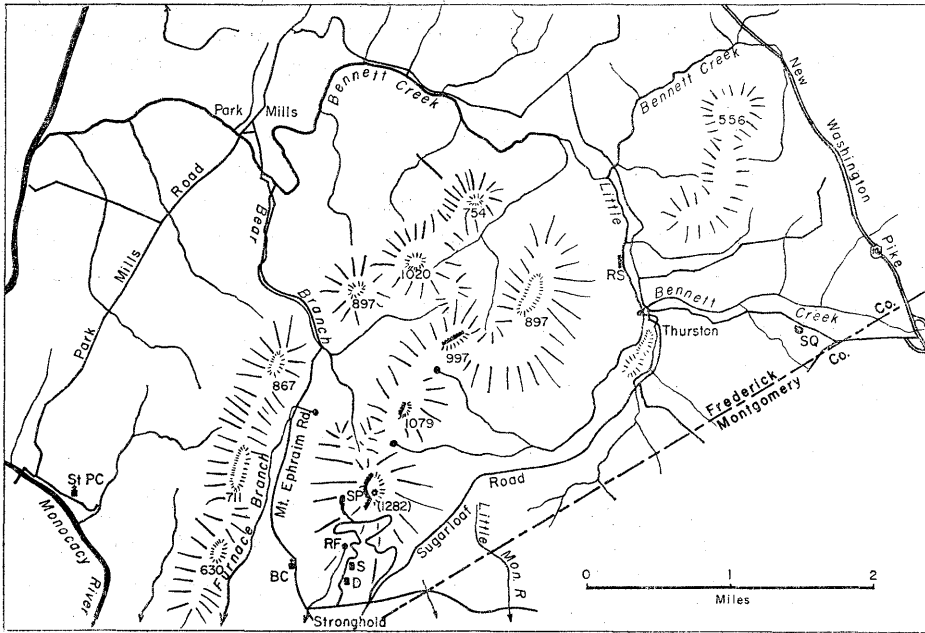 New
Washington
Pike
Bennett Creek
Bennett Creek
Park Mills
556
Park Mills Road
Bear Branch
754
Little
1020
RS
897
897
Bennett Creek
Co.
Thurston
SQ
Co.
997
867
Frederick
Montgomery
Mt. Ephraim Rd.
1079
Road
St PC
711
SP
(1282)
Sugarloaf
Little Mon. R.
Monocacy River
Furnace Branch
RF
630
BC
S
D
0 1 2
Miles
Stronghold